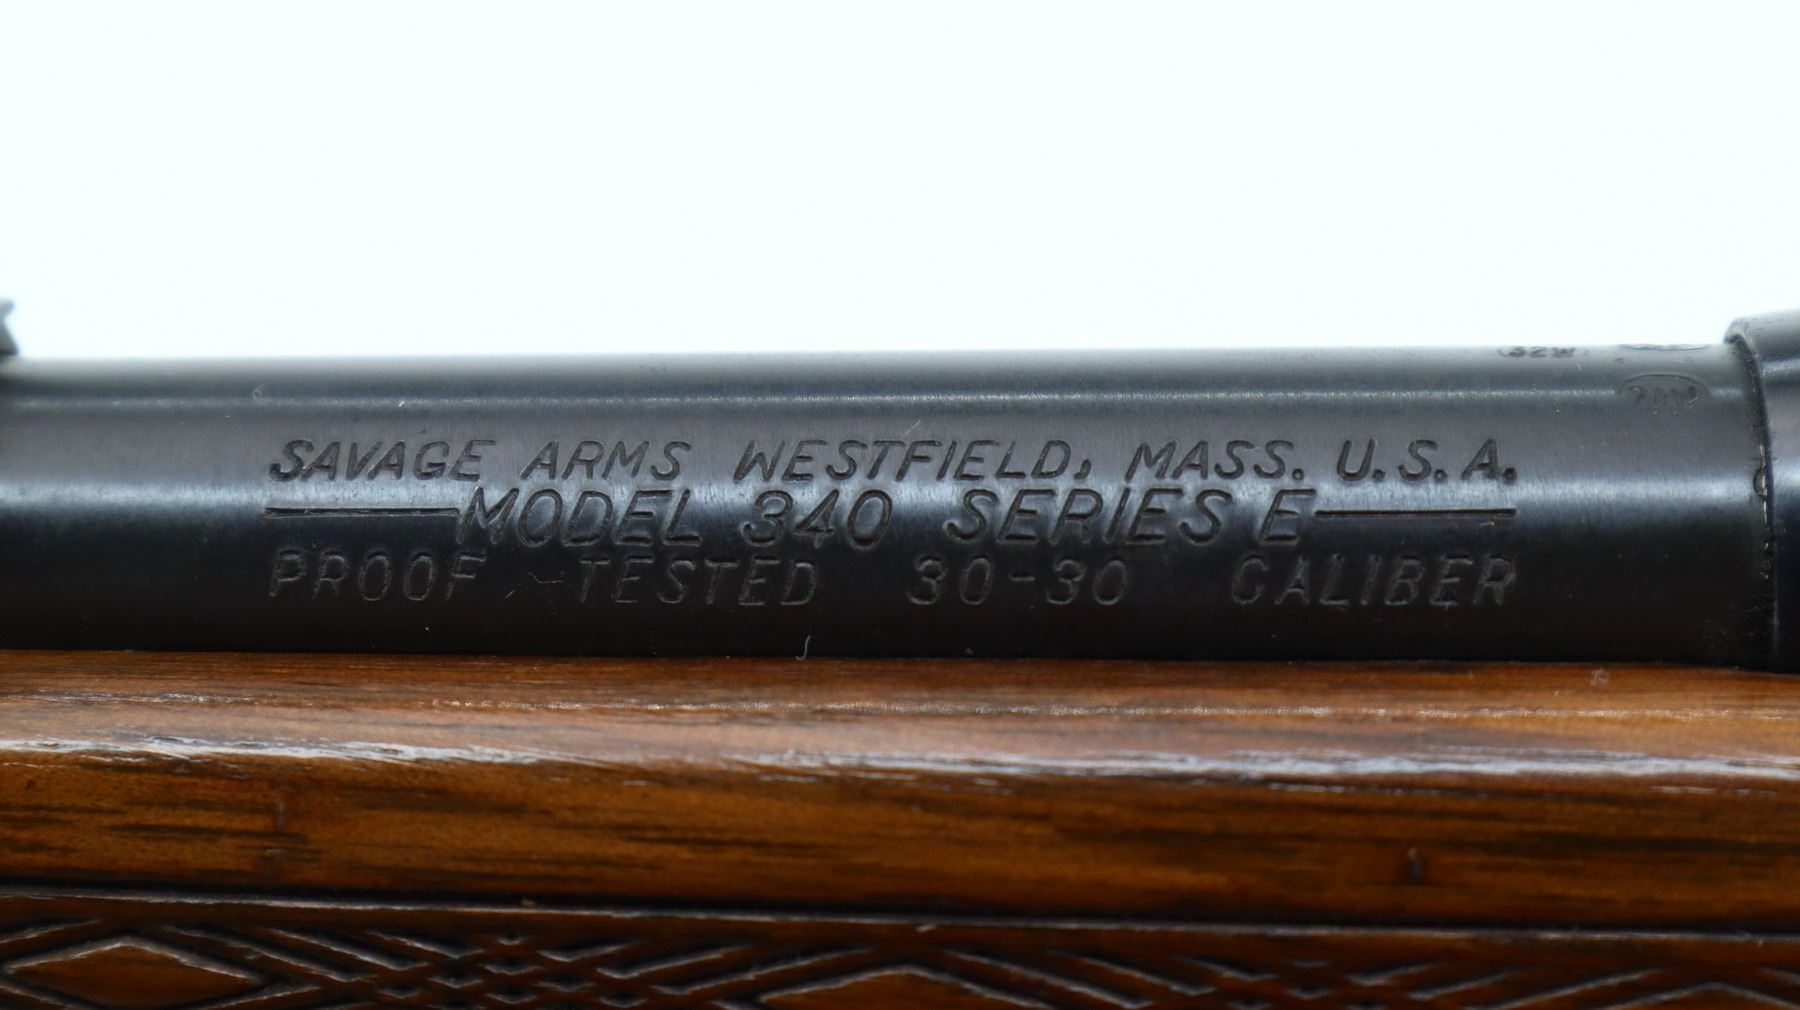 SAVAGE ARMS WESTFIELD, MASS. U.S.A.
MODEL 340 SERIES E
PROOF TESTED 30-30 CALIBER